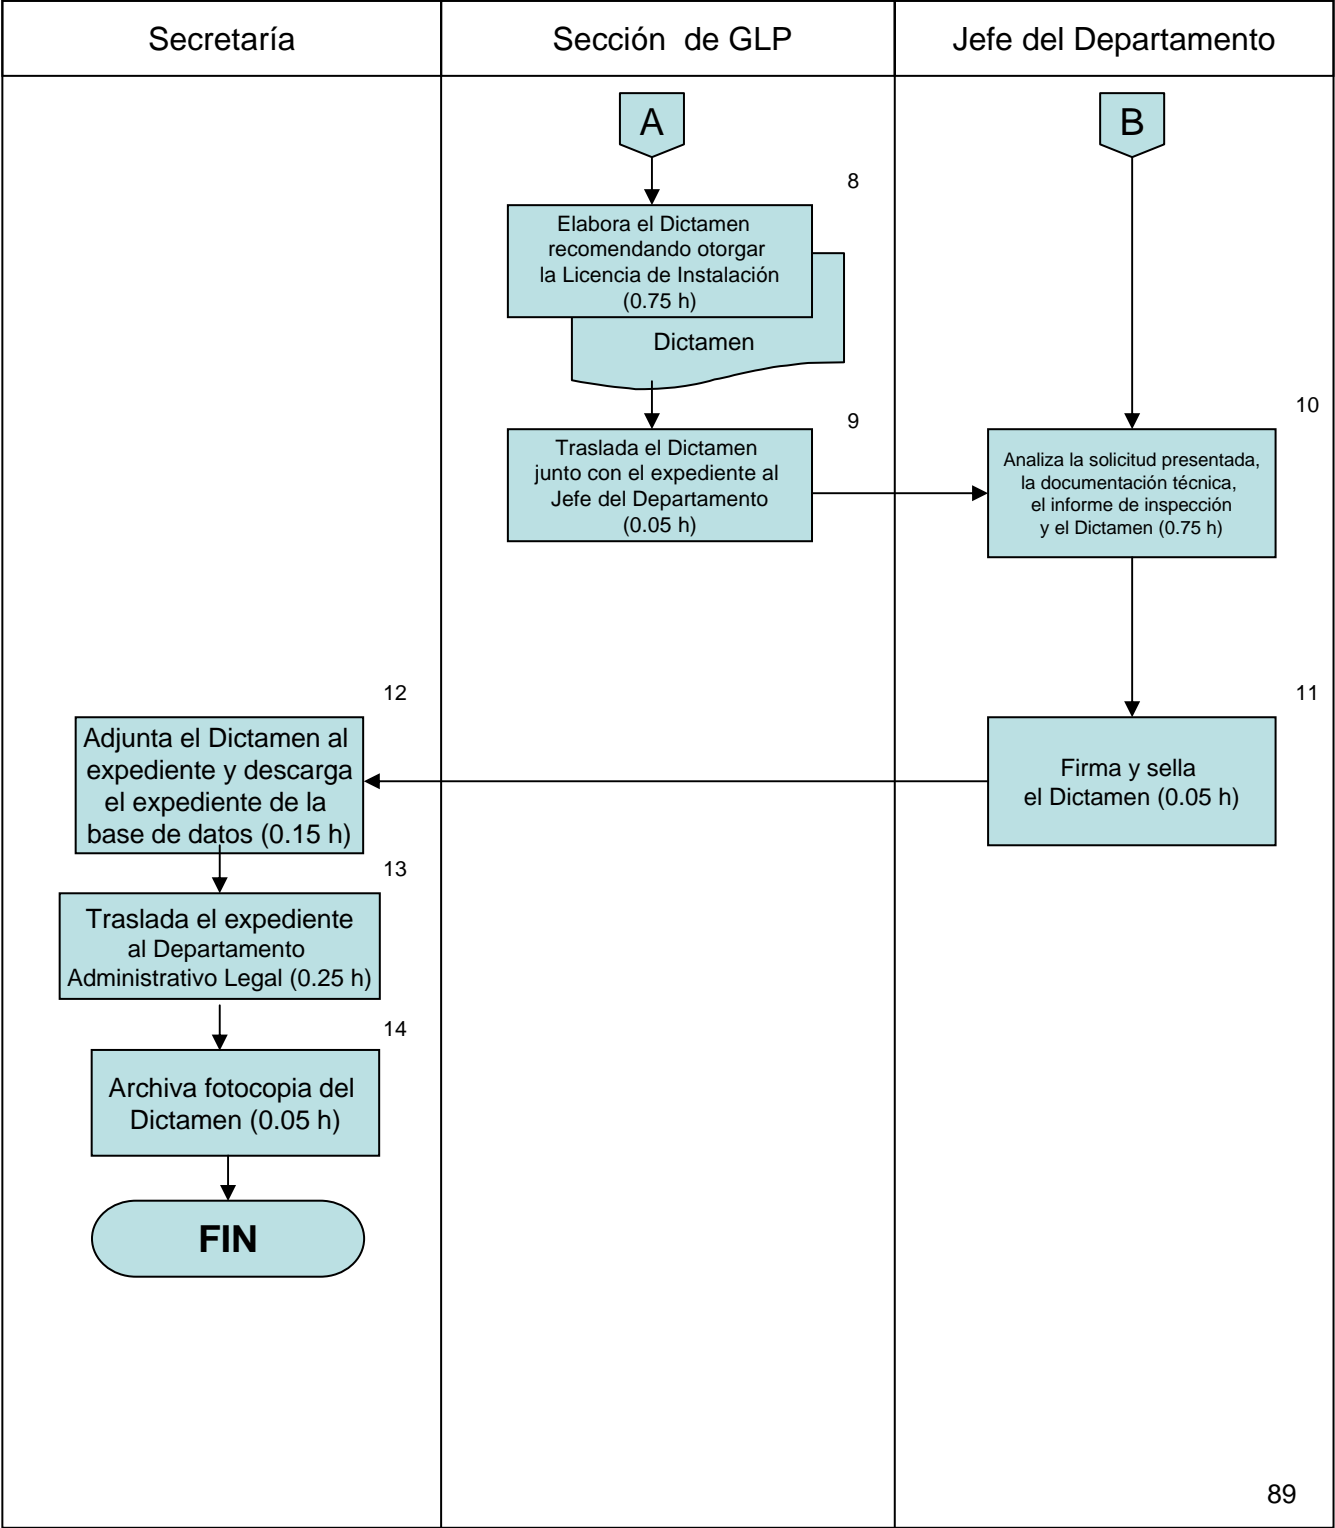 Secretaría
Sección de GLP
Jefe del Departamento
A
B
8
Elabora el Dictamen
recomendando otorgar
la Licencia de Instalación
(0.75 h)
Dictamen
9
Traslada el Dictamen
junto con el expediente al
Jefe del Departamento
(0.05 h)
10
Analiza la solicitud presentada,
la documentación técnica,
el informe de inspección
y el Dictamen (0.75 h)
11
Firma y sella
el Dictamen (0.05 h)
12
Adjunta el Dictamen al
expediente y descarga
el expediente de la
base de datos (0.15 h)
13
Traslada el expediente
al Departamento
Administrativo Legal (0.25 h)
14
Archiva fotocopia del
Dictamen (0.05 h)
FIN
89